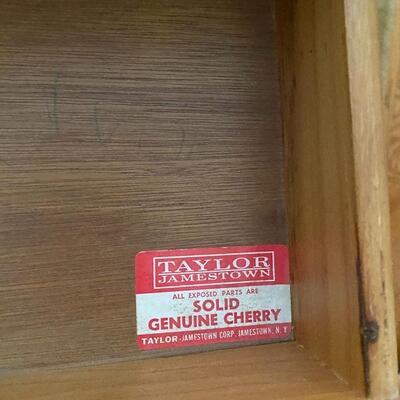 TAYLOR
JAMESTOWN
ALL EXPOSED PARTS ARE
SOLID
GENUINE CHERRY
TAYLOR-JAMESTOWN CORP. JAMESTOWN, N. Y.